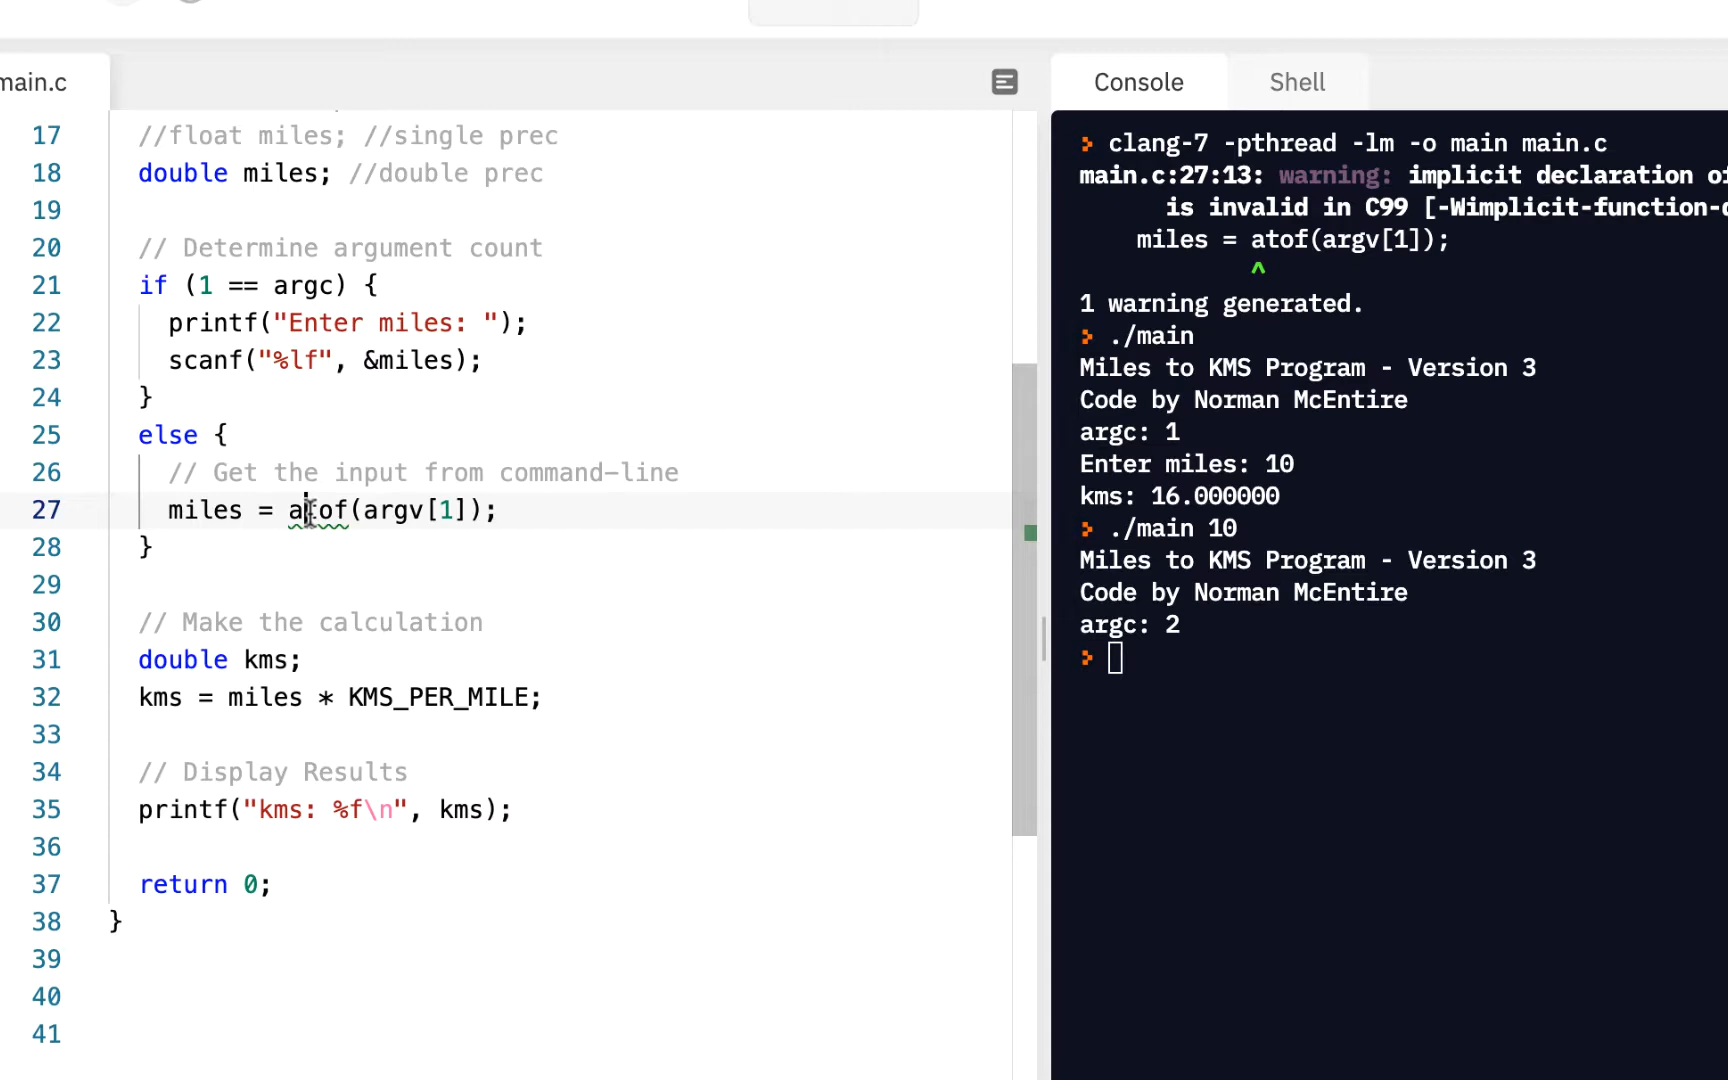 main.c
17 //float miles; //single prec
18 double miles; //double prec
19
20 // Determine argument count
21 if (1 == argc) {
22 printf("Enter miles: ");
23 scanf("%lf", &miles);
24 }
25 else {
26 // Get the input from command-line
27 miles = atof(argv[1]);
28 }
29
30 // Make the calculation
31 double kms;
32 kms = miles * KMS_PER_MILE;
33
34 // Display Results
35 printf("kms: %f\n", kms);
36
37 return 0;
38 }
39
40
41
Console Shell
> clang-7 -pthread -lm -o main main.c
main.c:27:13: warning: implicit declaration of
is invalid in C99 [-Wimplicit-function-d
miles = atof(argv[1]);
^
1 warning generated.
> ./main
Miles to KMS Program - Version 3
Code by Norman McEntire
argc: 1
Enter miles: 10
kms: 16.000000
> ./main 10
Miles to KMS Program - Version 3
Code by Norman McEntire
argc: 2
>